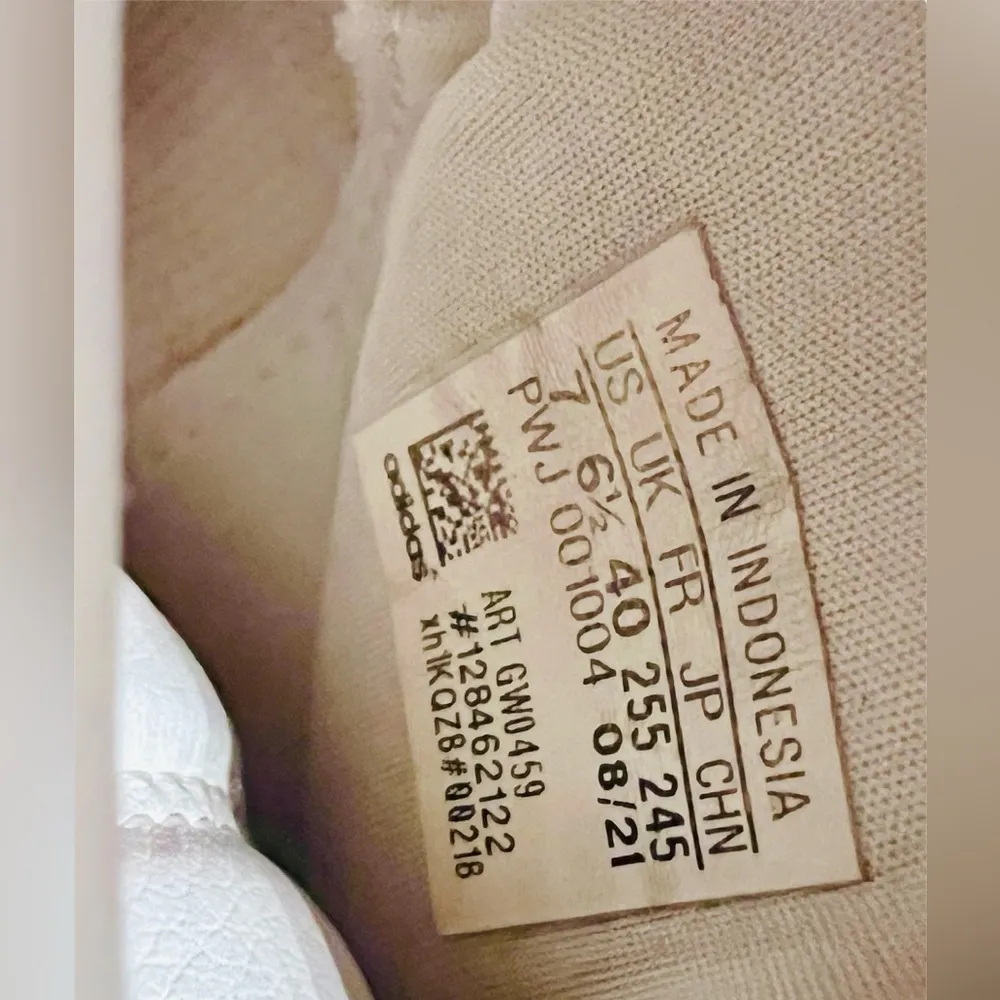 MADE IN INDONESIA
US UK FR JP CHN
7 6½ 40 255 245
PWJ 001004 08/21
ART GW0459
#128462122
xh1KQZ8#00218
adidas